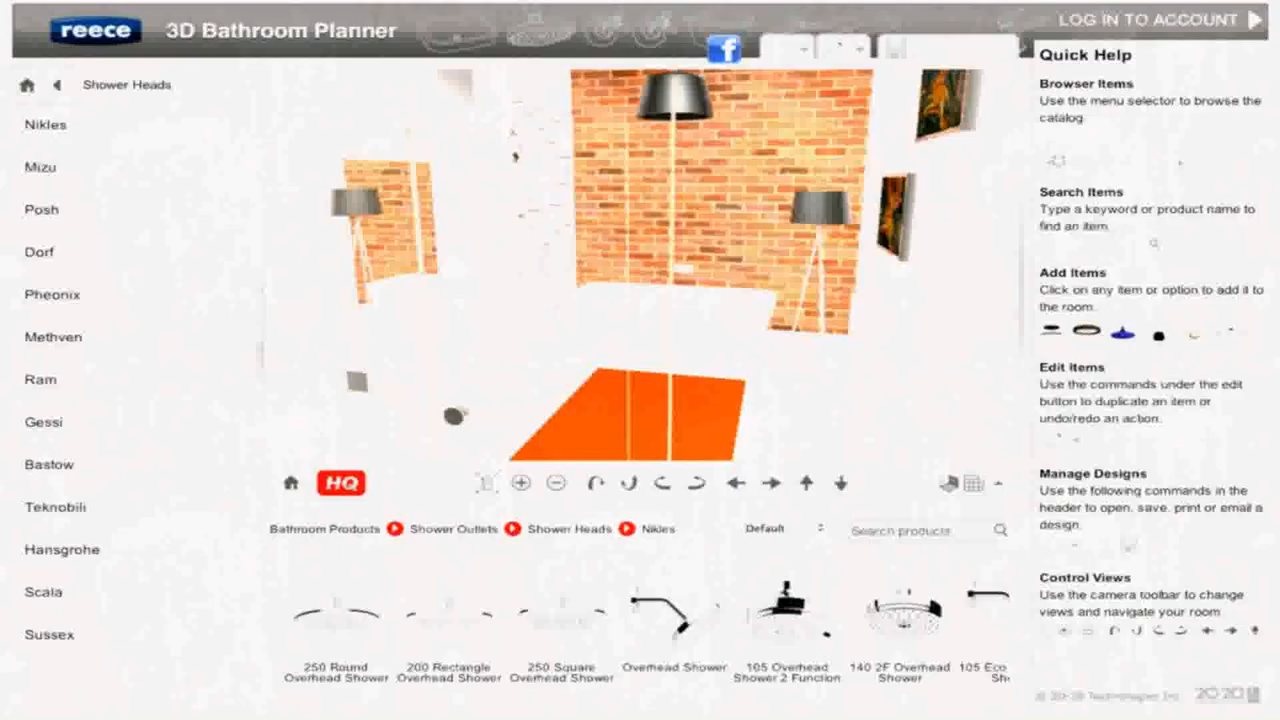 reece
3D Bathroom Planner
LOG IN TO ACCOUNT
f
Shower Heads
Nikles
Mizu
Posh
Dorf
Pheonix
Methven
Ram
Gessi
Bastow
Teknobili
Hansgrohe
Scala
Sussex
HQ
Bathroom Products
Shower Outlets
Shower Heads
Nikles
Default
Search products
250 Round
Overhead Shower
200 Rectangle
Overhead Shower
250 Square
Overhead Shower
Overhead Shower
105 Overhead
Shower 2 Function
140 2F Overhead
Shower
105 Eco
Sh
Quick Help
Browser Items
Use the menu selector to browse the
catalog.
Search Items
Type a keyword or product name to
find an item.
Add Items
Click on any item or option to add it to
the room.
Edit Items
Use the commands under the edit
button to duplicate an item or
undo/redo an action.
Manage Designs
Use the following commands in the
header to open, save, print or email a
design.
Control Views
Use the camera toolbar to change
views and navigate your room
© 20-20 Technologies Inc.
2020